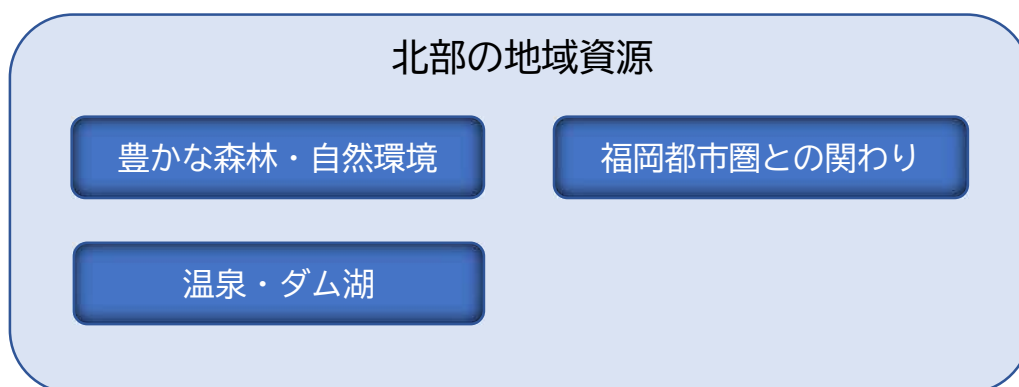 北部の地域資源
豊かな森林・自然環境
福岡都市圏との関わり
温泉・ダム湖